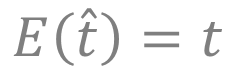 E(t̂) = t